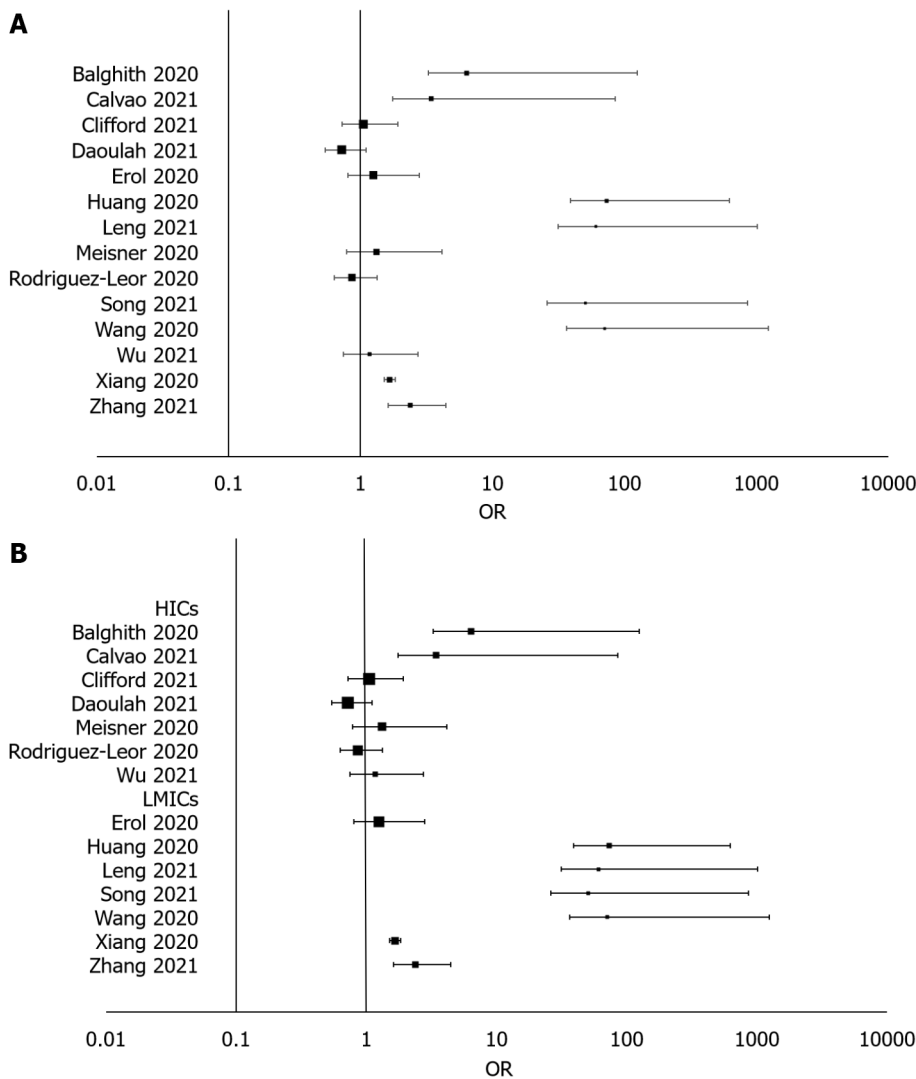 A
Balghith 2020
Calvao 2021
Clifford 2021
Daoulah 2021
Erol 2020
Huang 2020
Leng 2021
Meisner 2020
Rodriguez-Leor 2020
Song 2021
Wang 2020
Wu 2021
Xiang 2020
Zhang 2021
0.01 0.1 1 10 100 1000 10000
OR
B
HICs
Balghith 2020
Calvao 2021
Clifford 2021
Daoulah 2021
Meisner 2020
Rodriguez-Leor 2020
Wu 2021
LMICs
Erol 2020
Huang 2020
Leng 2021
Song 2021
Wang 2020
Xiang 2020
Zhang 2021
0.01 0.1 1 10 100 1000 10000
OR